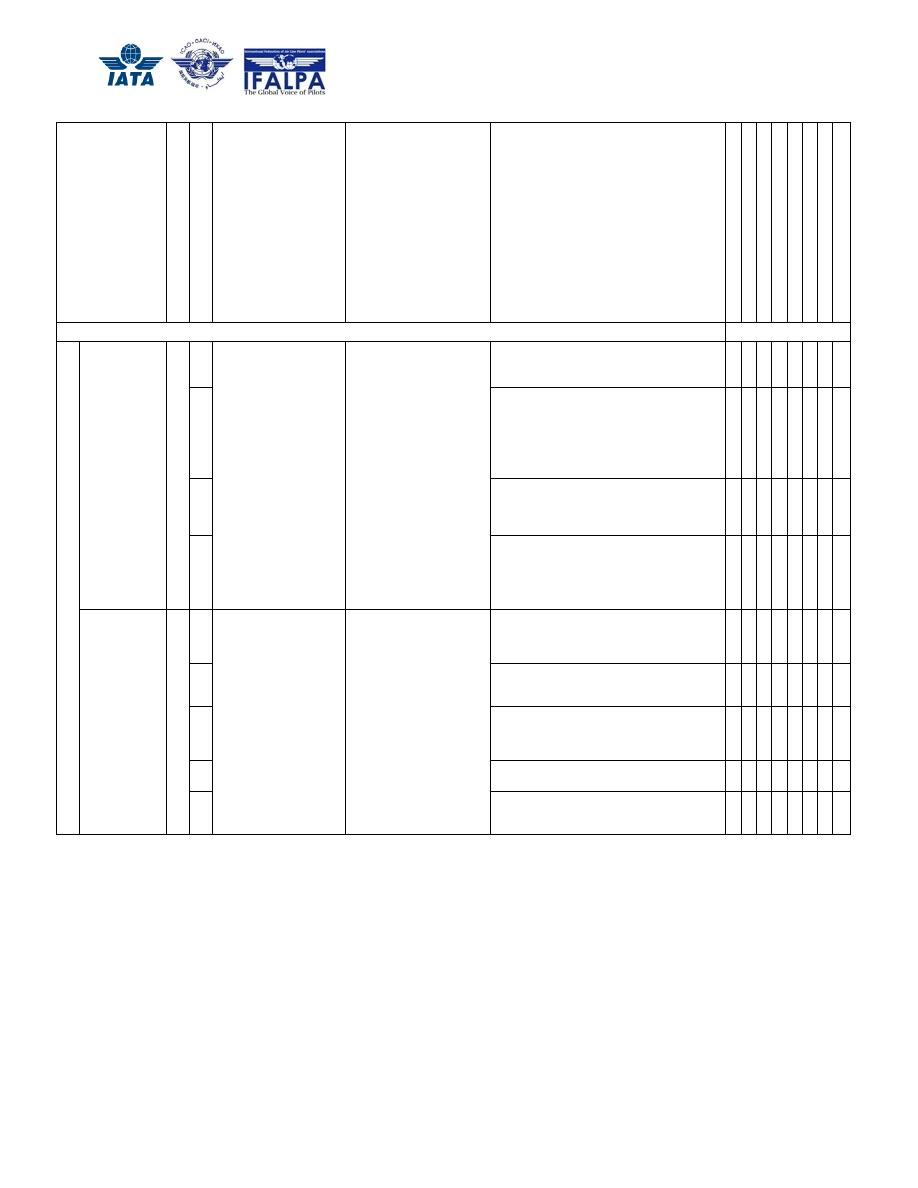 IATA
ICAO · OACI · ИКАО
International Federation of Air Line Pilots' Associations
IFALPA
The Global Voice of Pilots